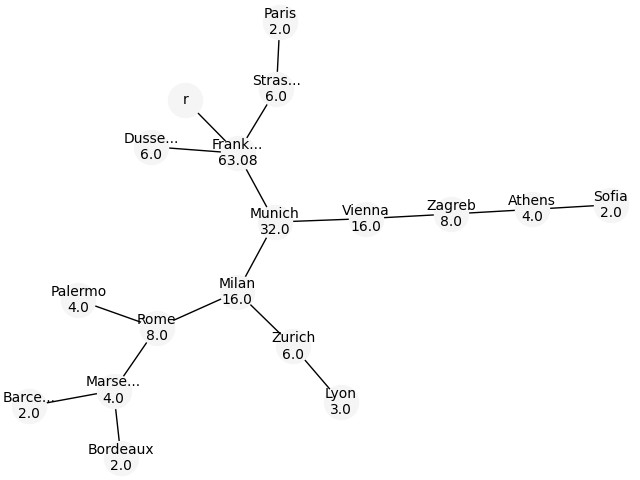 Paris
2.0
Stras...
6.0
r
Dusse...
6.0
Frank...
63.08
Munich
32.0
Vienna
16.0
Zagreb
8.0
Athens
4.0
Sofia
2.0
Milan
16.0
Palermo
4.0
Rome
8.0
Zurich
6.0
Marse...
4.0
Lyon
3.0
Barce...
2.0
Bordeaux
2.0